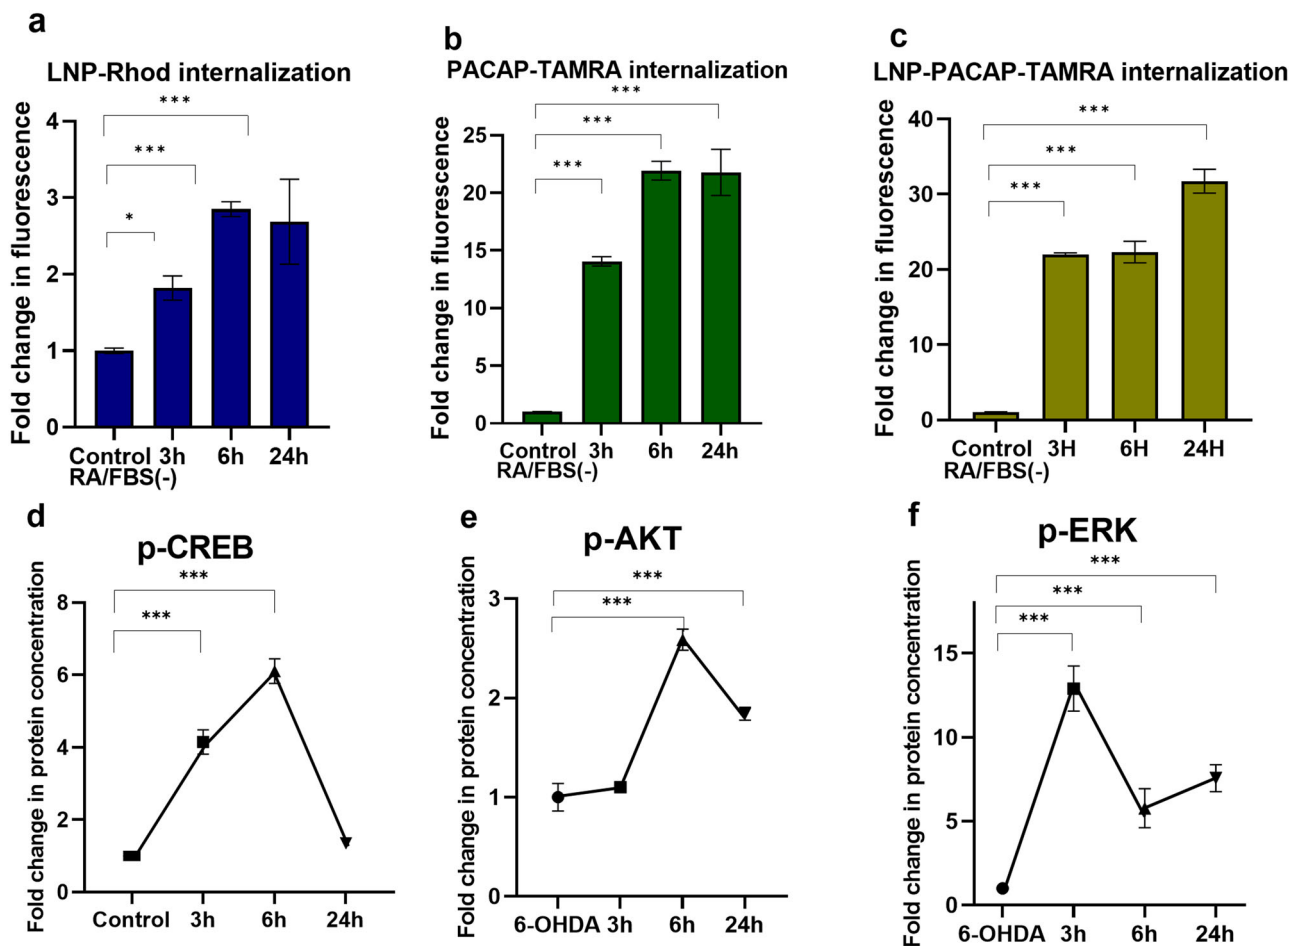 a
LNP-Rhod internalization
Fold change in fluorescence
4
3
2
1
0
***
***
*
Control 3h 6h 24h
RA/FBS(-)
b
PACAP-TAMRA internalization
Fold change in fluorescence
25
20
15
10
5
0
***
***
***
Control 3h 6h 24h
RA/FBS(-)
c
LNP-PACAP-TAMRA internalization
Fold change in fluorescence
40
30
20
10
0
***
***
***
Control 3H 6H 24H
RA/FBS(-)
d
p-CREB
Fold change in protein concentration
8
6
4
2
0
***
***
Control 3h 6h 24h
e
p-AKT
Fold change in protein concentration
3
2
1
0
***
***
6-OHDA 3h 6h 24h
f
p-ERK
Fold change in protein concentration
15
10
5
0
***
***
***
6-OHDA 3h 6h 24h